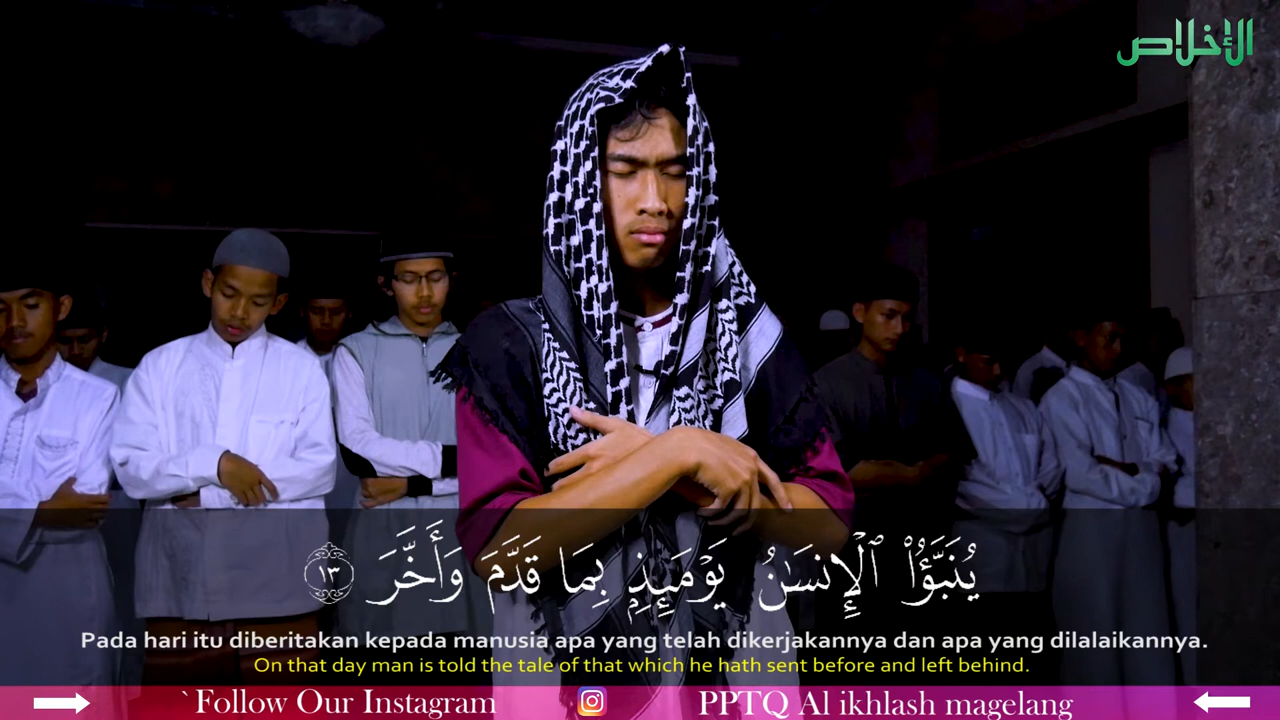 الإخلاص
يُنَبَّؤُاْ ٱلْإِنسَـٰنُ يَوْمَئِذِۭ بِمَا قَدَّمَ وَأَخَّرَ ١٣
Pada hari itu diberitakan kepada manusia apa yang telah dikerjakannya dan apa yang dilalaikannya.
On that day man is told the tale of that which he hath sent before and left behind.
` Follow Our Instagram PPTQ Al ikhlash magelang